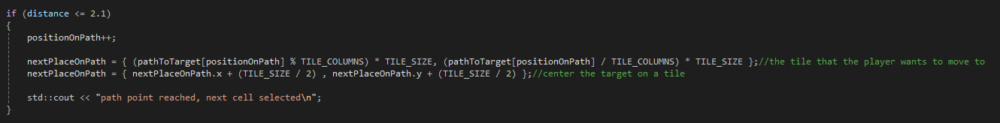 if (distance <= 2.1)
{
positionOnPath++;
nextPlaceOnPath = { (pathToTarget[positionOnPath] % TILE_COLUMNS) * TILE_SIZE, (pathToTarget[positionOnPath] / TILE_COLUMNS) * TILE_SIZE };//the tile that the player wants to move to
nextPlaceOnPath = { nextPlaceOnPath.x + (TILE_SIZE / 2) , nextPlaceOnPath.y + (TILE_SIZE / 2) };//center the target on a tile
std::cout << "path point reached, next cell selected\n";
}